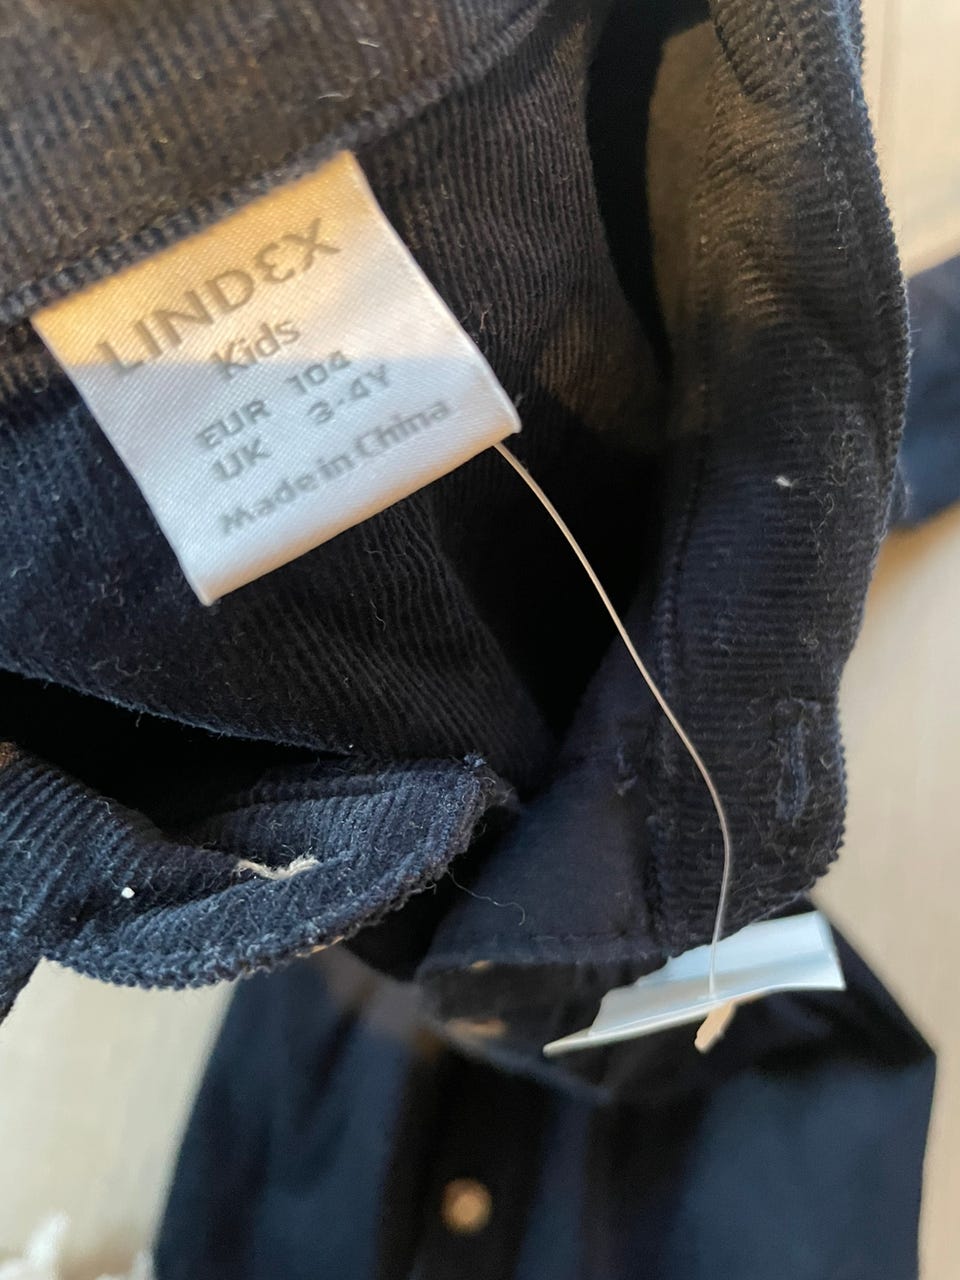 LINDEX
Kids
EUR 104
UK 3-4Y
Made in China